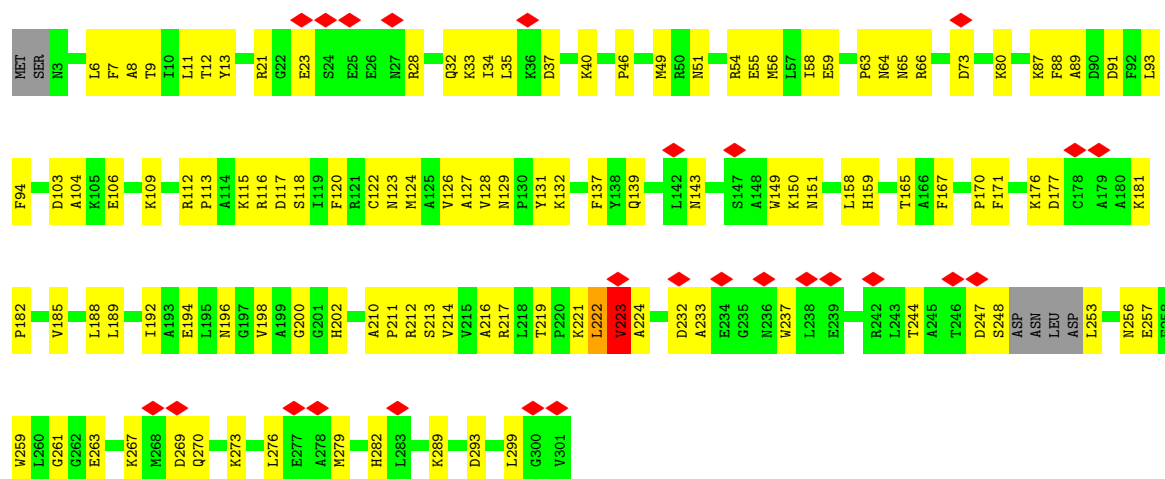 MET SER N3 L6 F7 A8 T9 I10 L11 T12 Y13 R21 G22 E23 S24 E25 E26 N27 R28 Q32 K33 I34 L35 K36 D37 K40 P46 M49 R50 N51 R54 E55 M56 L57 I58 E59 P63 N64 N65 R66 D73 K80 K87 F88 A89 D90 D91 F92 L93
F94 D103 A104 K105 E106 K109 R112 P113 A114 K115 R116 D117 S118 I119 F120 R121 C122 N123 M124 A125 V126 A127 V128 N129 P130 Y131 K132 F137 Y138 Q139 L142 N143 S147 A148 W149 K150 N151 L158 H159 T165 A166 F167 P170 F171 K176 D177 C178 A179 A180 K181
P182 V185 L188 L189 I192 A193 E194 L195 N196 G197 V198 A199 G200 G201 H202 A210 P211 R212 S213 V214 V215 A216 R217 L218 T219 P220 K221 L222 V223 A224 D232 A233 E234 G235 N236 W237 L238 E239 R242 L243 T244 A245 T246 D247 S248 ASP ASN LEU ASP L253 N256 E257
W259 L260 G261 G262 E263 K267 M268 D269 Q270 K273 L276 E277 A278 M279 H282 L283 K289 D293 L299 G300 V301